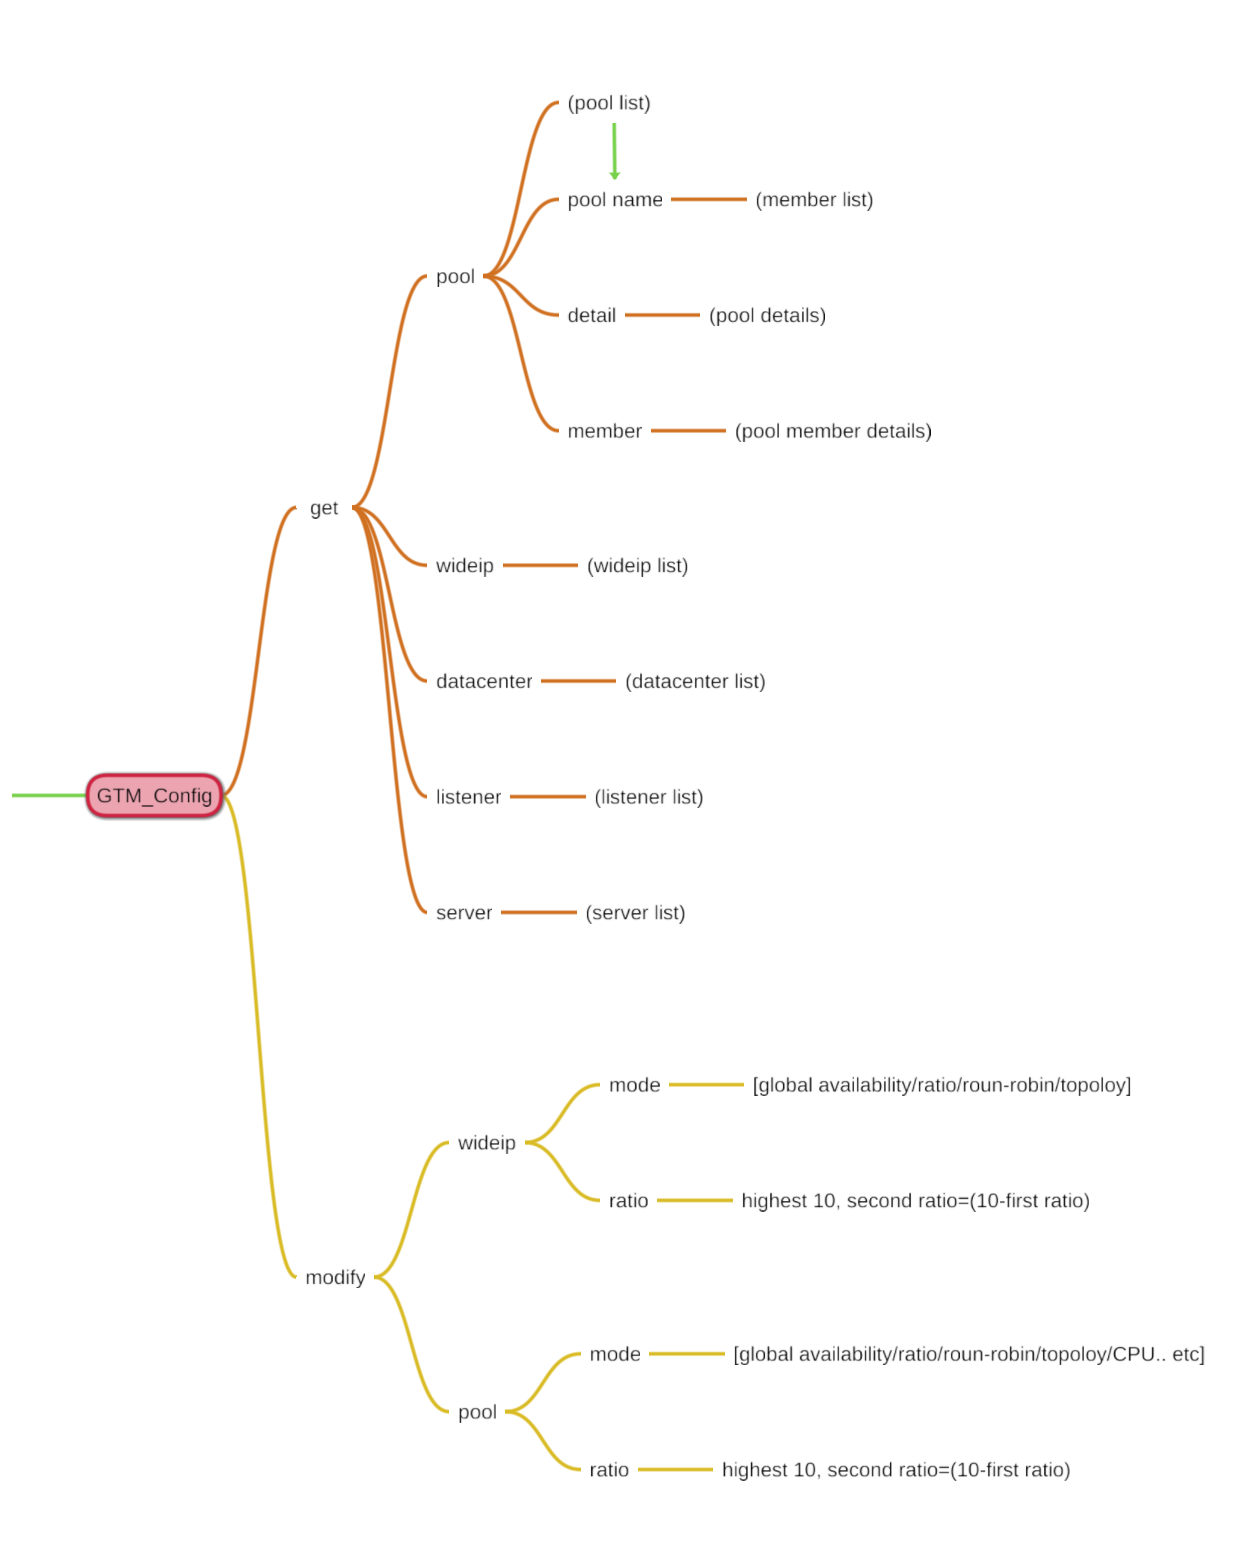 (pool list)
pool name
(member list)
pool
detail
(pool details)
member
(pool member details)
get
wideip
(wideip list)
datacenter
(datacenter list)
GTM_Config
listener
(listener list)
server
(server list)
mode
[global availability/ratio/roun-robin/topoloy]
wideip
ratio
highest 10, second ratio=(10-first ratio)
modify
mode
[global availability/ratio/roun-robin/topoloy/CPU.. etc]
pool
ratio
highest 10, second ratio=(10-first ratio)